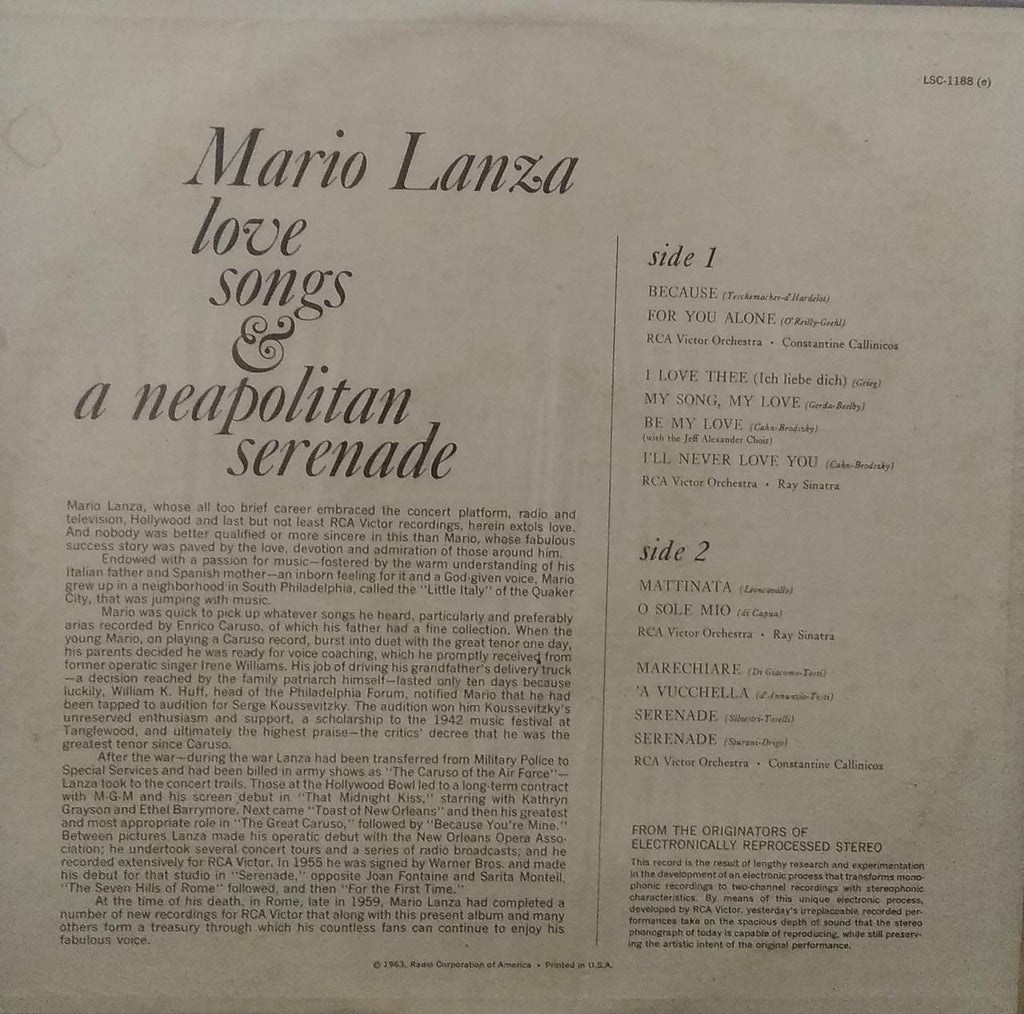 LSC-1188 (e)
Mario Lanza
love
songs
&
a neapolitan
serenade
Mario Lanza, whose all too brief career embraced the concert platform, radio and
television, Hollywood and last but not least RCA Victor recordings, herein extols love.
And nobody was better qualified or more sincere in this than Mario, whose fabulous
success story was paved by the love, devotion and admiration of those around him.
Endowed with a passion for music—fostered by the warm understanding of his
Italian father and Spanish mother—an inborn feeling for it and a God-given voice, Mario
grew up in a neighborhood in South Philadelphia, called the "Little Italy" of the Quaker
City, that was jumping with music.
Mario was quick to pick up whatever songs he heard, particularly and preferably
arias recorded by Enrico Caruso, of which his father had a fine collection. When the
young Mario, on playing a Caruso record, burst into duet with the great tenor one day,
his parents decided he was ready for voice coaching, which he promptly received from
former operatic singer Irene Williams. His job of driving his grandfather's delivery truck
—a decision reached by the family patriarch himself—lasted only ten days because
luckily, William K. Huff, head of the Philadelphia Forum, notified Mario that he had
been tapped to audition for Serge Koussevitzky. The audition won him Koussevitzky's
unreserved enthusiasm and support, a scholarship to the 1942 music festival at
Tanglewood, and ultimately the highest praise—the critics' decree that he was the
greatest tenor since Caruso.
After the war—during the war Lanza had been transferred from Military Police to
Special Services and had been billed in army shows as "The Caruso of the Air Force"—
Lanza took to the concert trails. Those at the Hollywood Bowl led to a long-term contract
with M-G-M and his screen debut in "That Midnight Kiss," starring with Kathryn
Grayson and Ethel Barrymore. Next came "Toast of New Orleans" and then his greatest
and most appropriate role in "The Great Caruso," followed by "Because You're Mine."
Between pictures Lanza made his operatic debut with the New Orleans Opera Asso-
ciation; he undertook several concert tours and a series of radio broadcasts; and he
recorded extensively for RCA Victor. In 1955 he was signed by Warner Bros. and made
his debut for that studio in "Serenade," opposite Joan Fontaine and Sarita Monteil.
"The Seven Hills of Rome" followed, and then "For the First Time."
At the time of his death, in Rome, late in 1959, Mario Lanza had completed a
number of new recordings for RCA Victor that along with this present album and many
others form a treasury through which his countless fans can continue to enjoy his
fabulous voice.
side 1
BECAUSE (Teschemacher-d'Hardelot)
FOR YOU ALONE (O'Reilly-Geehl)
RCA Victor Orchestra • Constantine Callinicos
I LOVE THEE (Ich liebe dich) (Grieg)
MY SONG, MY LOVE (Gerda-Beelby)
BE MY LOVE (Cahn-Brodszky)
(with the Jeff Alexander Choir)
I'LL NEVER LOVE YOU (Cahn-Brodszky)
RCA Victor Orchestra • Ray Sinatra
side 2
MATTINATA (Leoncavallo)
O SOLE MIO (di Capua)
RCA Victor Orchestra • Ray Sinatra
MARECHIARE (Di Giacomo-Tosti)
'A VUCCHELLA (d'Annunzio-Tosti)
SERENADE (Silvestri-Toselli)
SERENADE (Sturani-Drigo)
RCA Victor Orchestra • Constantine Callinicos
FROM THE ORIGINATORS OF
ELECTRONICALLY REPROCESSED STEREO
This record is the result of lengthy research and experimentation
in the development of an electronic process that transforms mono-
phonic recordings to two-channel recordings with stereophonic
characteristics. By means of this unique electronic process,
developed by RCA Victor, yesterday's irreplaceable recorded per-
formances take on the spacious depth of sound that the stereo
phonograph of today is capable of reproducing, while still preserv-
ing the artistic intent of the original performance.
© 1963, Radio Corporation of America • Printed in U.S.A.